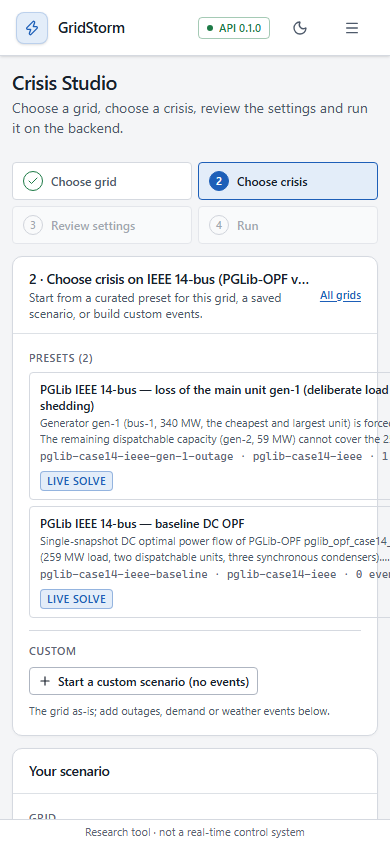 GridStorm
API 0.1.0
Crisis Studio
Choose a grid, choose a crisis, review the settings and run
it on the backend.
Choose grid
2 Choose crisis
3 Review settings
4 Run
2 · Choose crisis on IEEE 14-bus (PGLib-OPF v...
Start from a curated preset for this grid, a saved
scenario, or build custom events.
All grids
PRESETS (2)
PGLib IEEE 14-bus — loss of the main unit gen-1 (deliberate load
shedding)
Generator gen-1 (bus-1, 340 MW, the cheapest and largest unit) is force
The remaining dispatchable capacity (gen-2, 59 MW) cannot cover the 2
pglib-case14-ieee-gen-1-outage · pglib-case14-ieee · 1
LIVE SOLVE
PGLib IEEE 14-bus — baseline DC OPF
Single-snapshot DC optimal power flow of PGLib-OPF pglib_opf_case14_
(259 MW load, two dispatchable units, three synchronous condensers)....
pglib-case14-ieee-baseline · pglib-case14-ieee · 0 even
LIVE SOLVE
CUSTOM
+ Start a custom scenario (no events)
The grid as-is; add outages, demand or weather events below.
Your scenario
GRID
Research tool · not a real-time control system